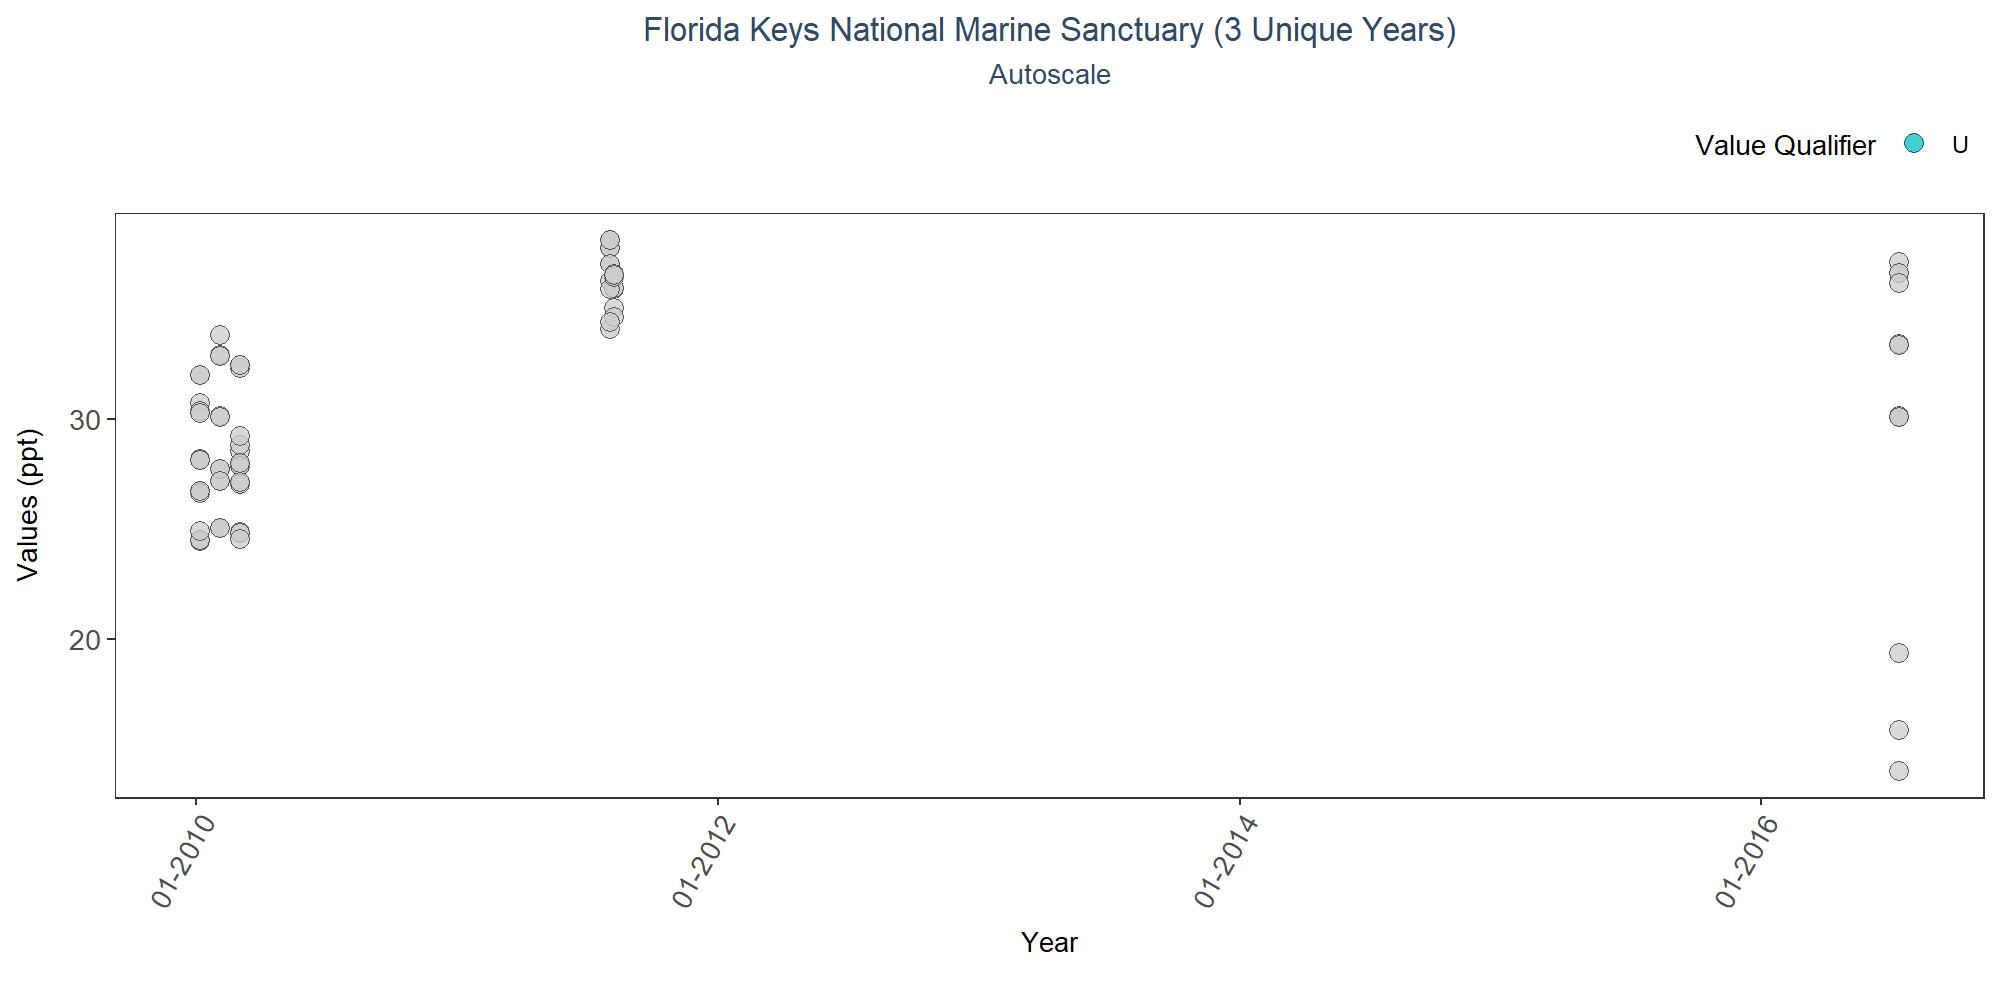 Florida Keys National Marine Sanctuary (3 Unique Years)
Autoscale
Value Qualifier U
Values (ppt)
30
20
01-2010 01-2012 01-2014 01-2016
Year